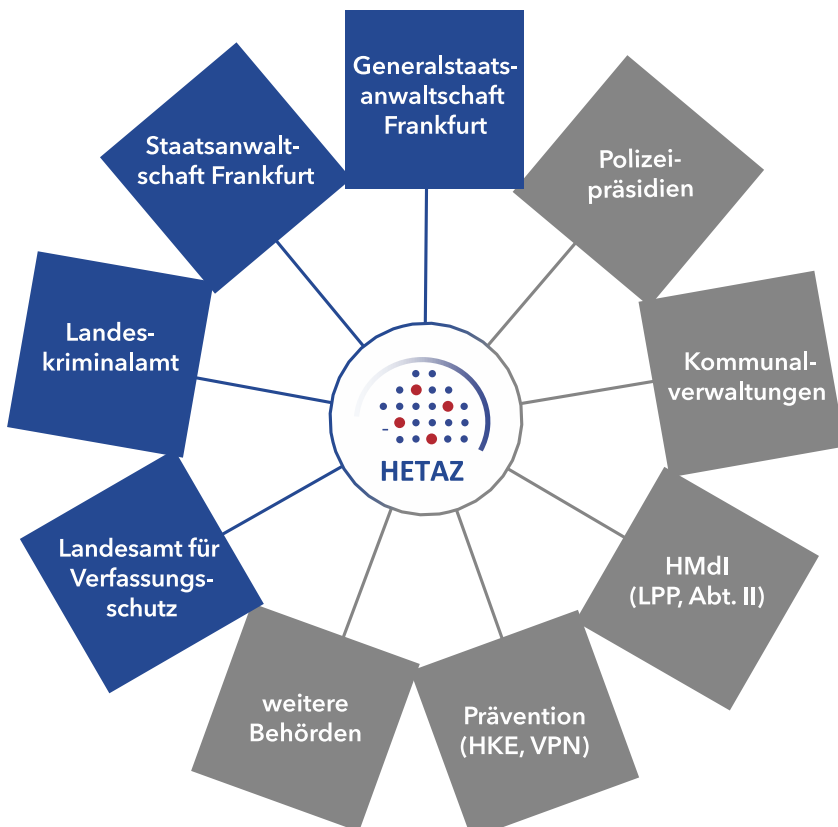 Generalstaats-
anwaltschaft
Frankfurt
Polizei-
präsidien
Kommunal-
verwaltungen
HMdI
(LPP, Abt. II)
Prävention
(HKE, VPN)
weitere
Behörden
Landesamt für
Verfassungs-
schutz
Landes-
kriminalamt
Staatsanwalt-
schaft Frankfurt
HETAZ